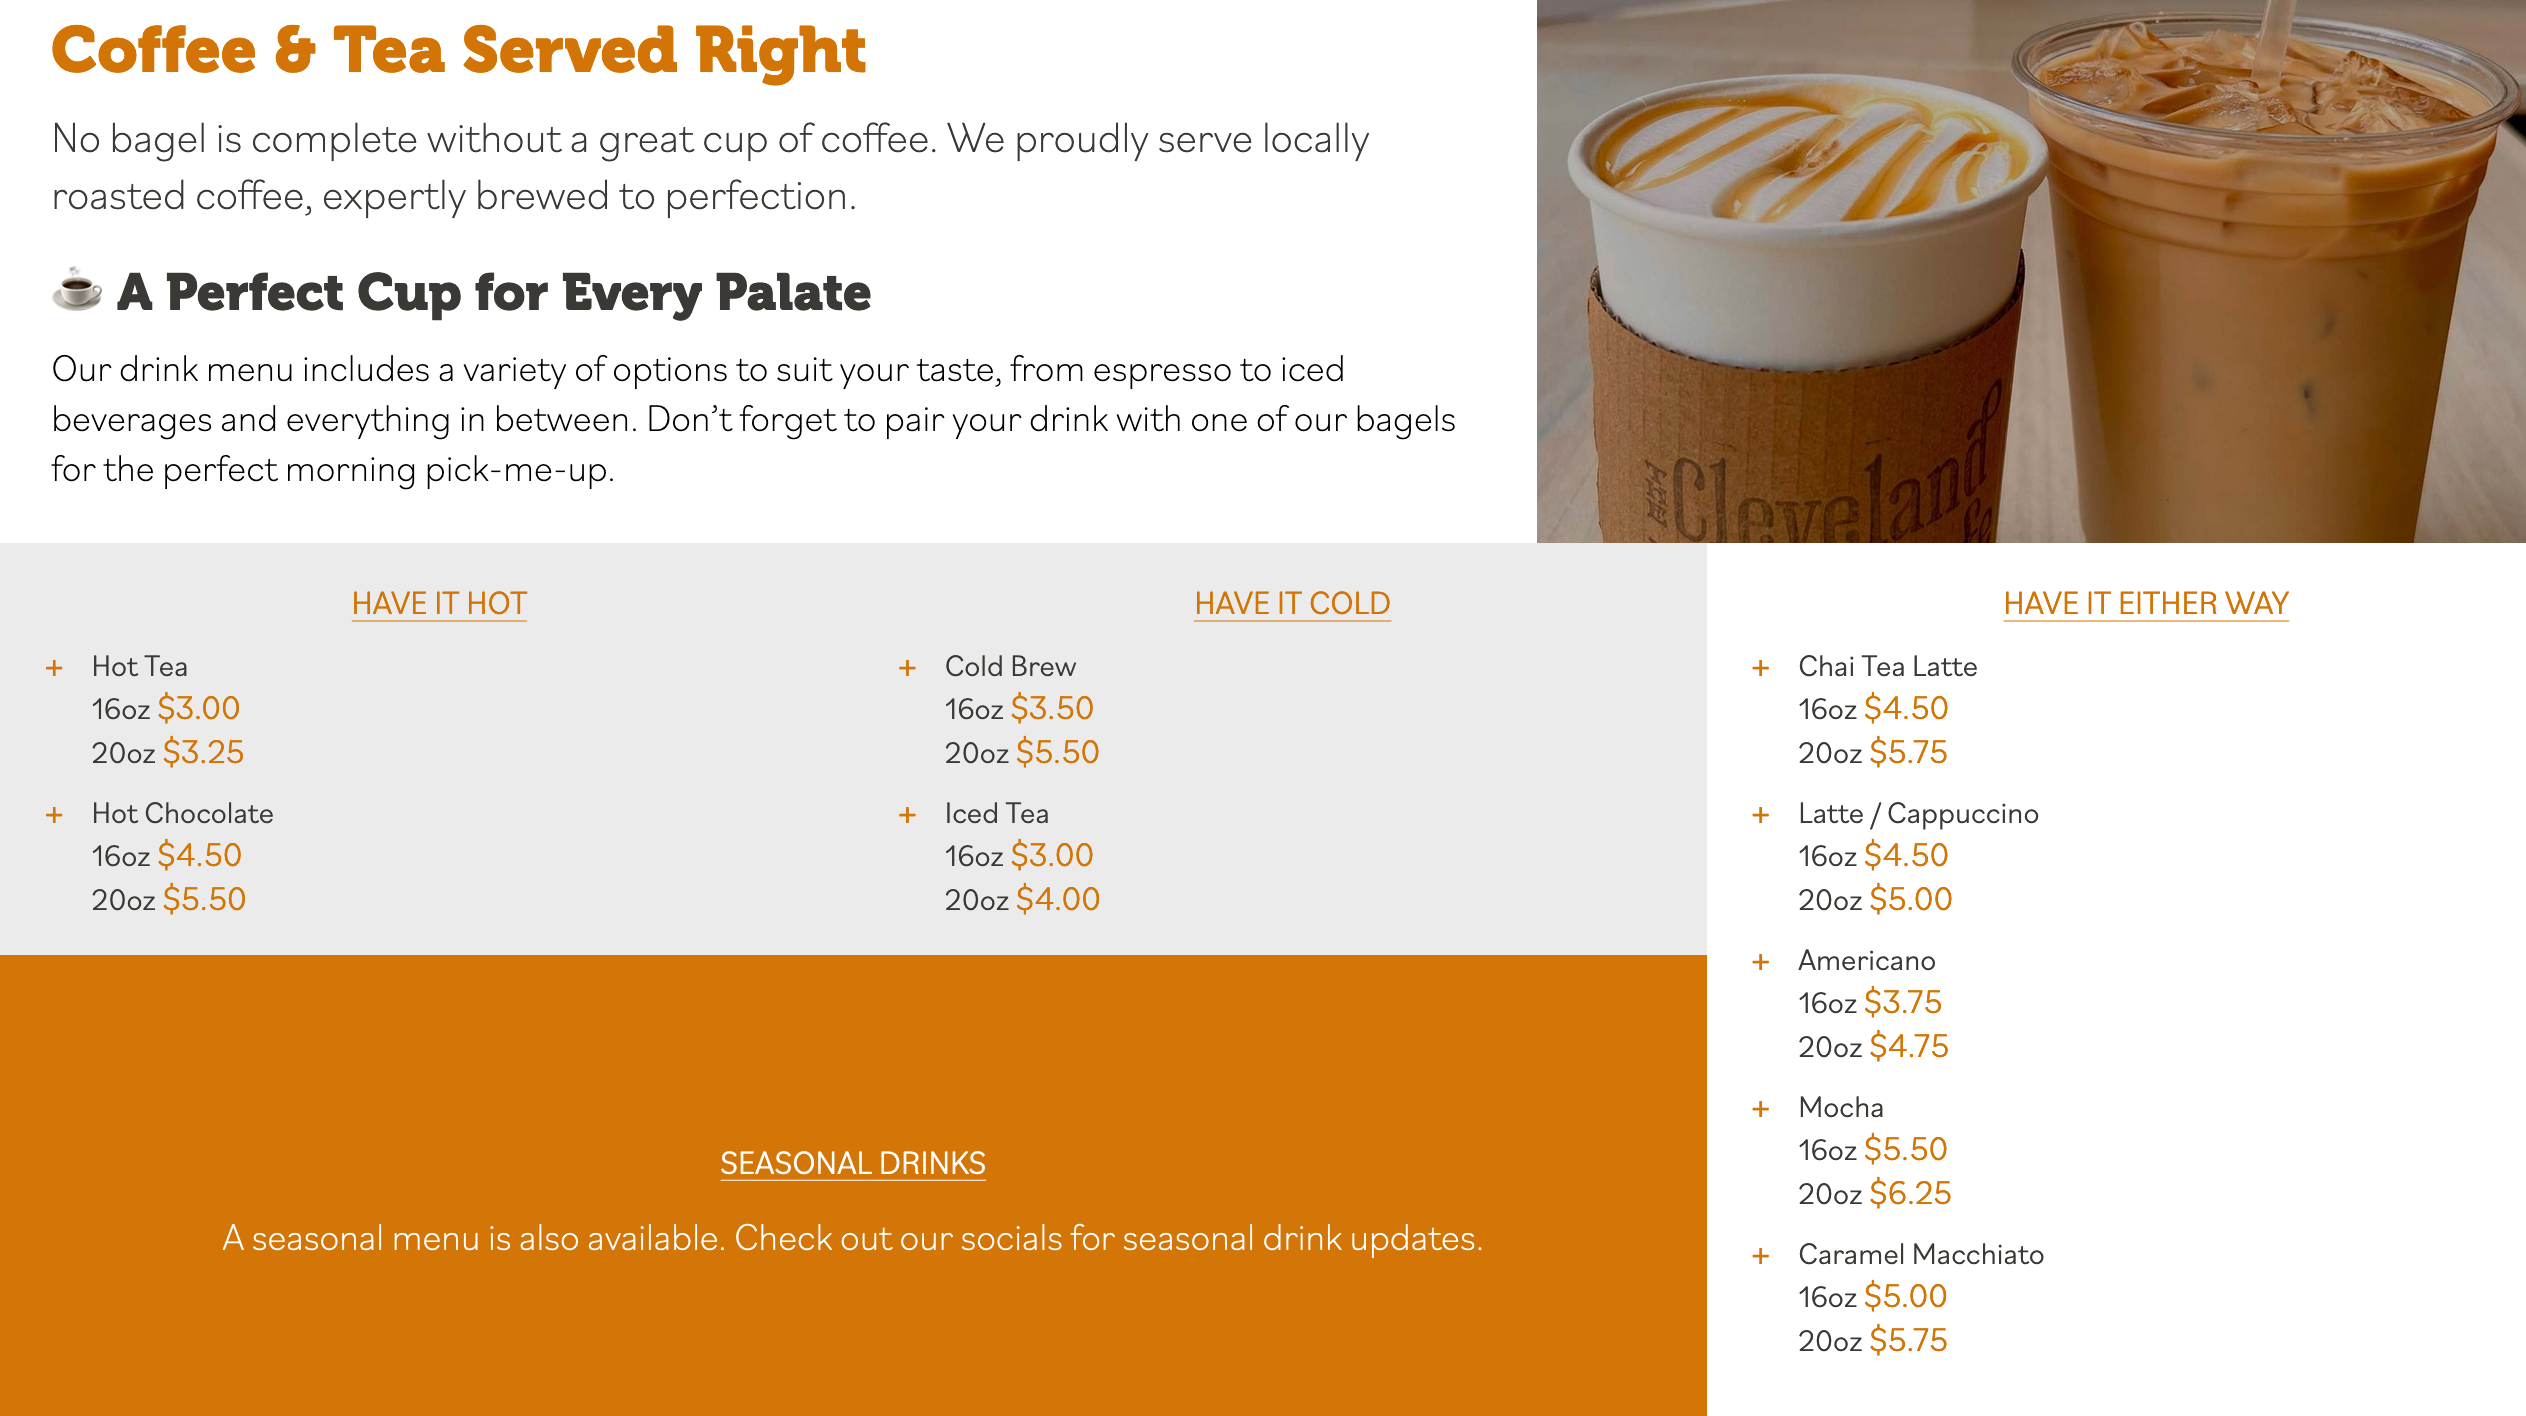 Coffee & Tea Served Right
No bagel is complete without a great cup of coffee. We proudly serve locally
roasted coffee, expertly brewed to perfection.
A Perfect Cup for Every Palate
Our drink menu includes a variety of options to suit your taste, from espresso to iced
beverages and everything in between. Don’t forget to pair your drink with one of our bagels
for the perfect morning pick-me-up.
Cleveland
HAVE IT HOT
+ Hot Tea
16oz $3.00
20oz $3.25
+ Hot Chocolate
16oz $4.50
20oz $5.50
HAVE IT COLD
+ Cold Brew
16oz $3.50
20oz $5.50
+ Iced Tea
16oz $3.00
20oz $4.00
HAVE IT EITHER WAY
+ Chai Tea Latte
16oz $4.50
20oz $5.75
+ Latte / Cappuccino
16oz $4.50
20oz $5.00
+ Americano
16oz $3.75
20oz $4.75
+ Mocha
16oz $5.50
20oz $6.25
+ Caramel Macchiato
16oz $5.00
20oz $5.75
SEASONAL DRINKS
A seasonal menu is also available. Check out our socials for seasonal drink updates.